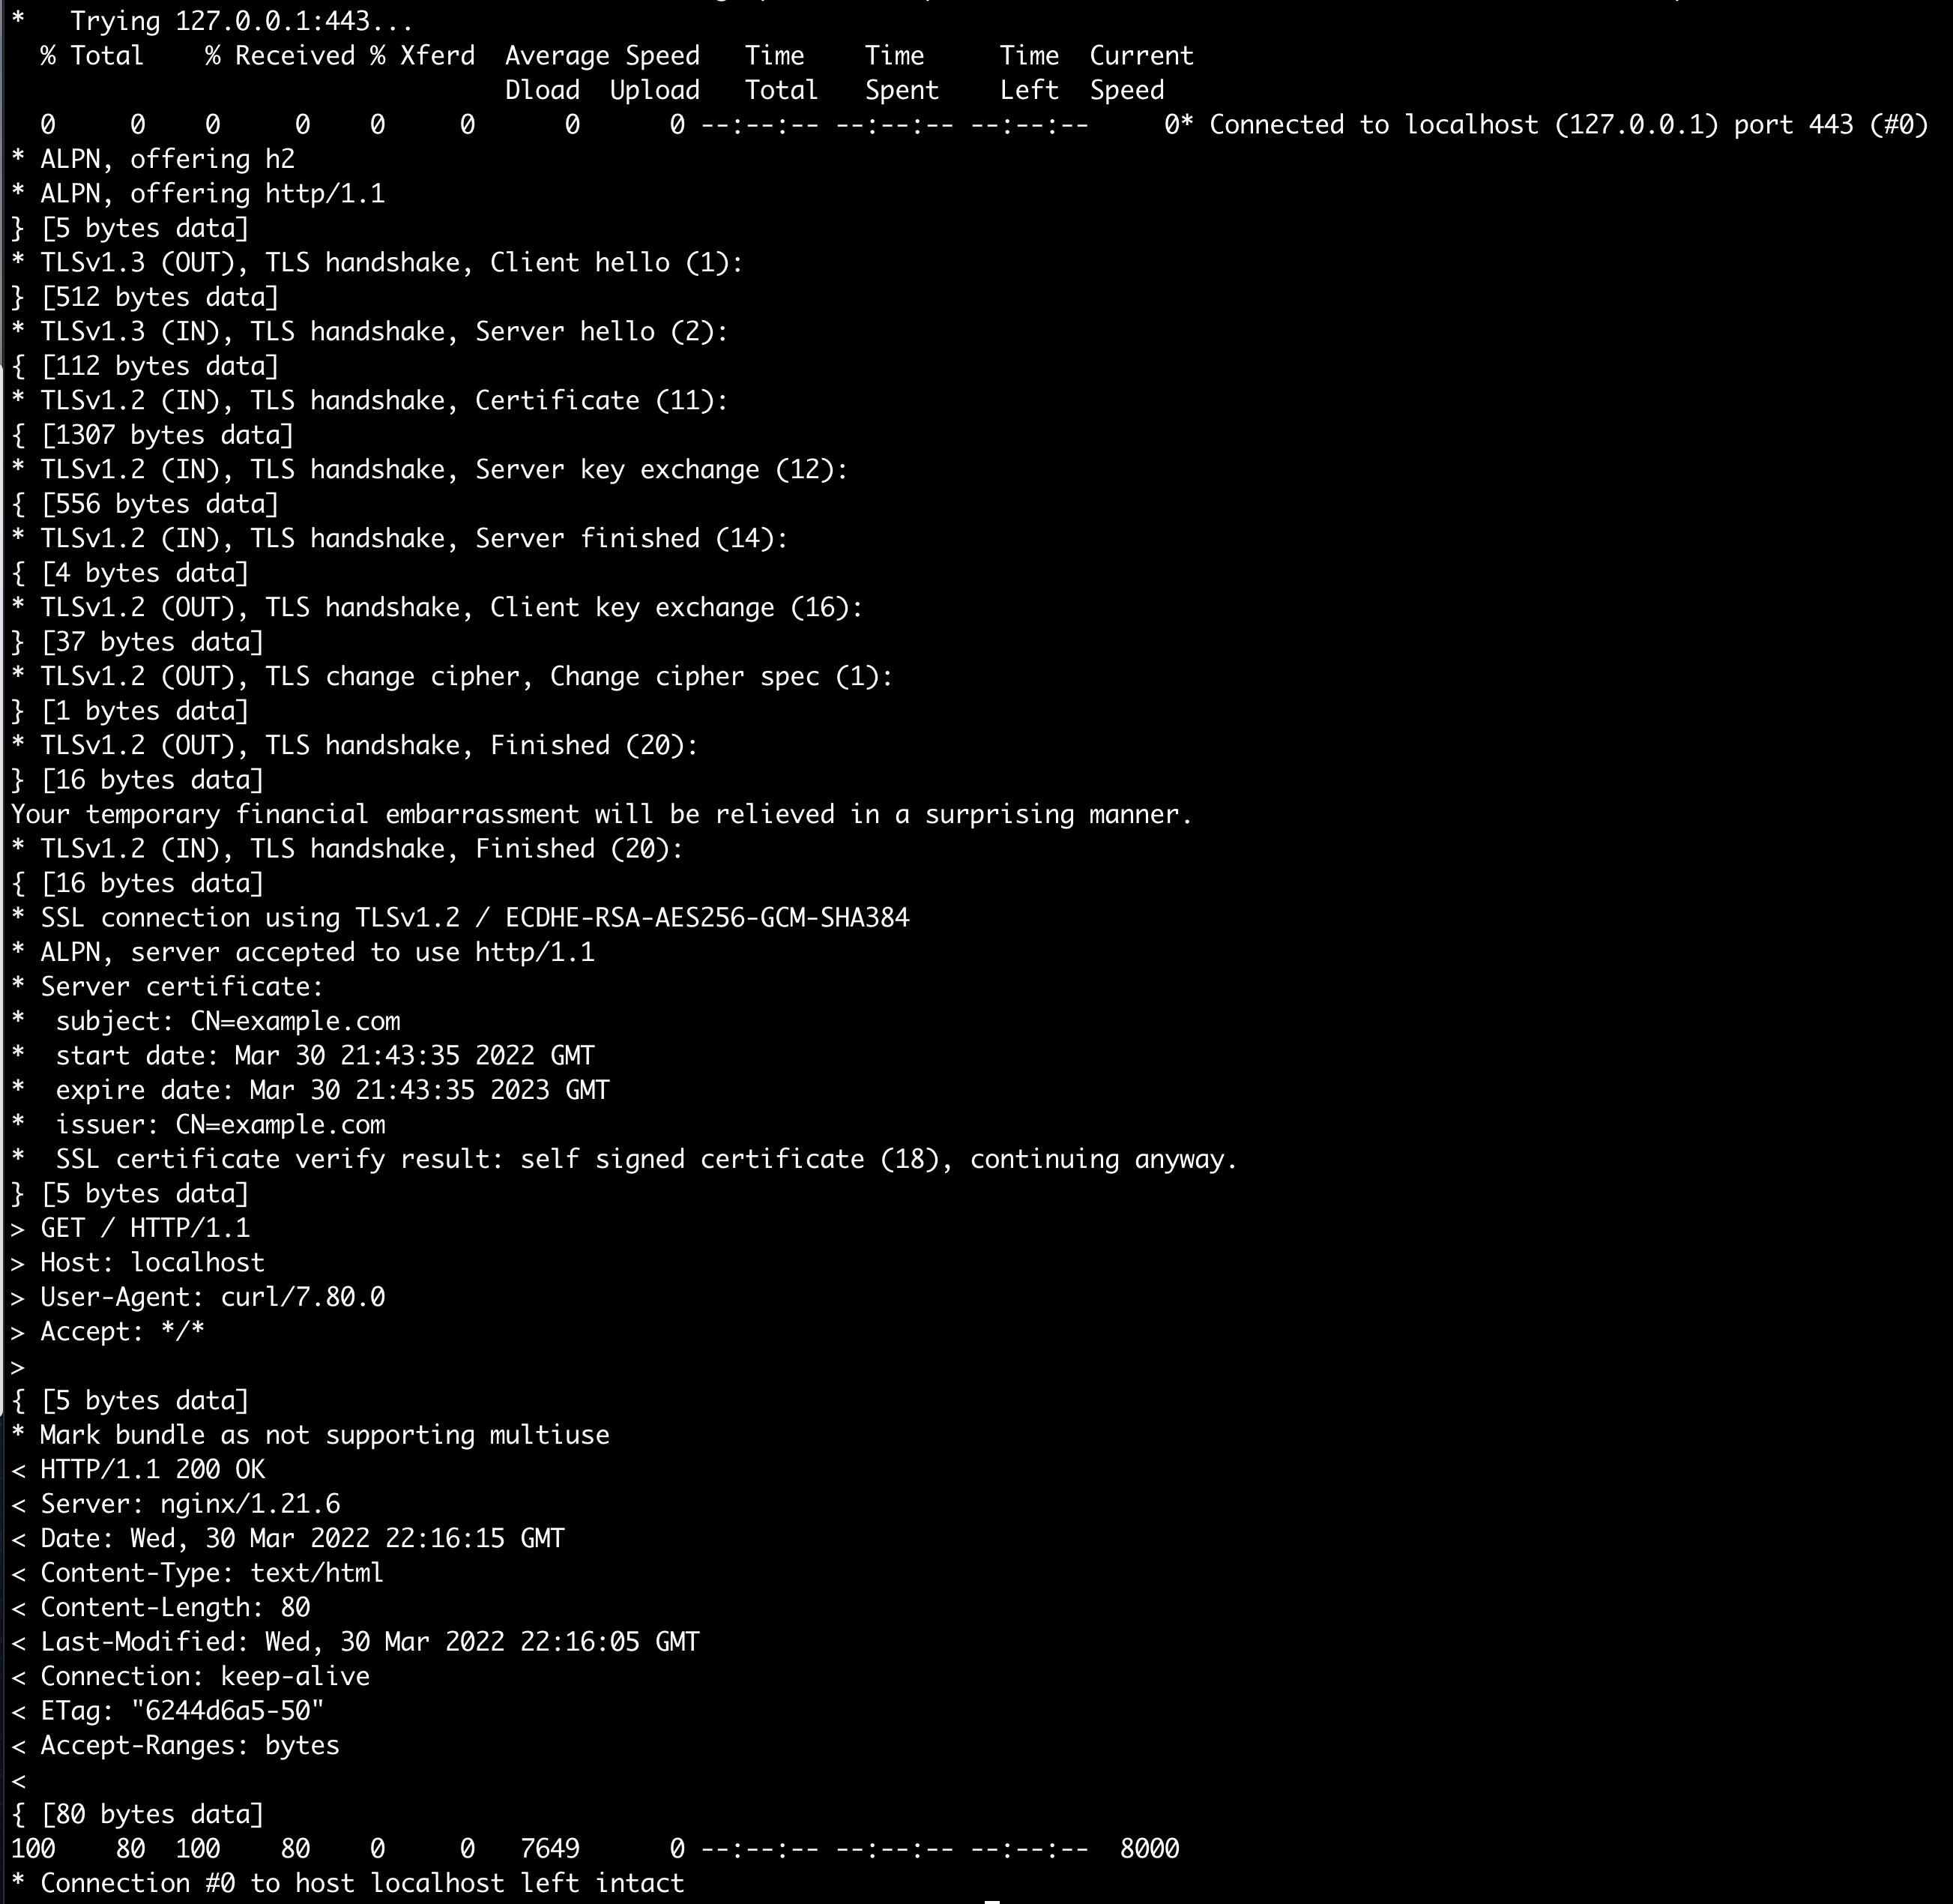 *   Trying 127.0.0.1:443...
  % Total    % Received % Xferd  Average Speed   Time    Time     Time  Current
                                 Dload  Upload   Total   Spent    Left  Speed
  0     0    0     0    0     0      0      0 --:--:-- --:--:-- --:--:--     0* Connected to localhost (127.0.0.1) port 443 (#0)
* ALPN, offering h2
* ALPN, offering http/1.1
} [5 bytes data]
* TLSv1.3 (OUT), TLS handshake, Client hello (1):
} [512 bytes data]
* TLSv1.3 (IN), TLS handshake, Server hello (2):
{ [112 bytes data]
* TLSv1.2 (IN), TLS handshake, Certificate (11):
{ [1307 bytes data]
* TLSv1.2 (IN), TLS handshake, Server key exchange (12):
{ [556 bytes data]
* TLSv1.2 (IN), TLS handshake, Server finished (14):
{ [4 bytes data]
* TLSv1.2 (OUT), TLS handshake, Client key exchange (16):
} [37 bytes data]
* TLSv1.2 (OUT), TLS change cipher, Change cipher spec (1):
} [1 bytes data]
* TLSv1.2 (OUT), TLS handshake, Finished (20):
} [16 bytes data]
Your temporary financial embarrassment will be relieved in a surprising manner.
* TLSv1.2 (IN), TLS handshake, Finished (20):
{ [16 bytes data]
* SSL connection using TLSv1.2 / ECDHE-RSA-AES256-GCM-SHA384
* ALPN, server accepted to use http/1.1
* Server certificate:
*  subject: CN=example.com
*  start date: Mar 30 21:43:35 2022 GMT
*  expire date: Mar 30 21:43:35 2023 GMT
*  issuer: CN=example.com
*  SSL certificate verify result: self signed certificate (18), continuing anyway.
} [5 bytes data]
> GET / HTTP/1.1
> Host: localhost
> User-Agent: curl/7.80.0
> Accept: */*
>
{ [5 bytes data]
* Mark bundle as not supporting multiuse
< HTTP/1.1 200 OK
< Server: nginx/1.21.6
< Date: Wed, 30 Mar 2022 22:16:15 GMT
< Content-Type: text/html
< Content-Length: 80
< Last-Modified: Wed, 30 Mar 2022 22:16:05 GMT
< Connection: keep-alive
< ETag: "6244d6a5-50"
< Accept-Ranges: bytes
<
{ [80 bytes data]
100    80  100    80    0     0   7649      0 --:--:-- --:--:-- --:--:--  8000
* Connection #0 to host localhost left intact